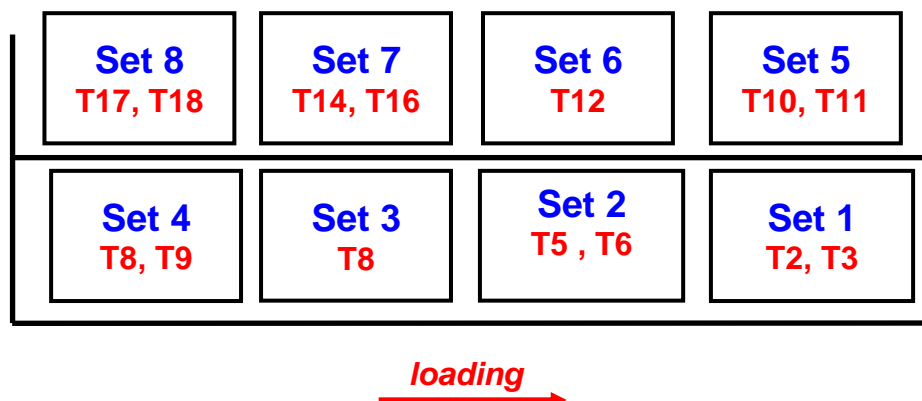 Set 8
T17, T18
Set 7
T14, T16
Set 6
T12
Set 5
T10, T11
Set 4
T8, T9
Set 3
T8
Set 2
T5 , T6
Set 1
T2, T3
loading